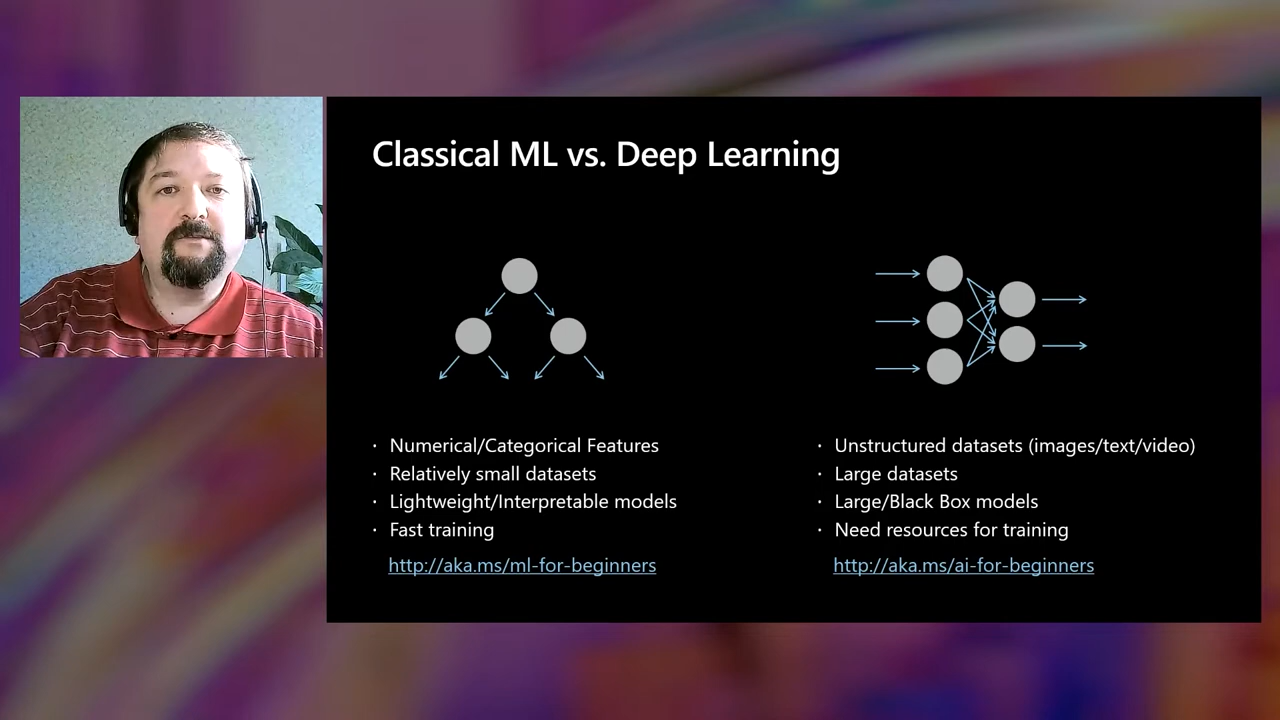 Classical ML vs. Deep Learning
· Numerical/Categorical Features
· Relatively small datasets
· Lightweight/Interpretable models
· Fast training
http://aka.ms/ml-for-beginners
· Unstructured datasets (images/text/video)
· Large datasets
· Large/Black Box models
· Need resources for training
http://aka.ms/ai-for-beginners